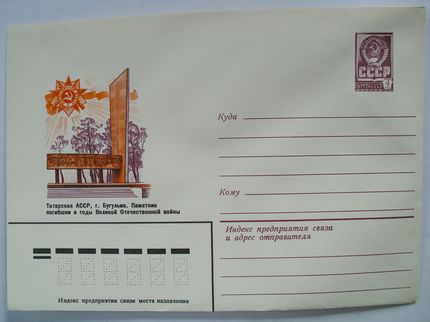 СССР
Куда
Татарская АССР, г. Бугульма. Памятник
погибшим в годы Великой Отечественной войны
Кому
Индекс предприятия связи
и адрес отправителя
Индекс предприятия связи места назначения